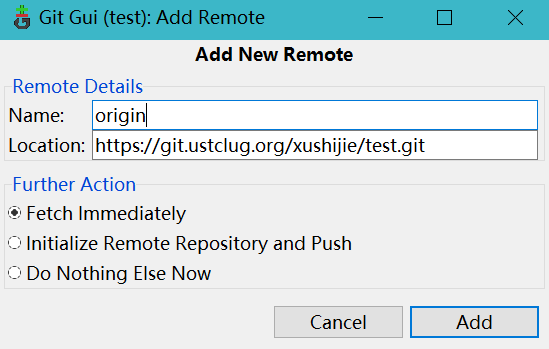 Git Gui (test): Add Remote
Add New Remote
Remote Details
Name: origin
Location: https://git.ustclug.org/xushijie/test.git
Further Action
Fetch Immediately
Initialize Remote Repository and Push
Do Nothing Else Now
Cancel Add